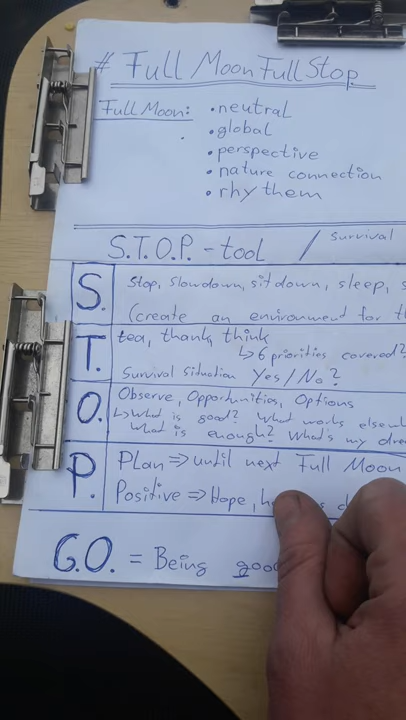 # Full Moon Full Stop
Full Moon: • neutral
• global
• perspective
• nature connection
• rhythem
S.T.O.P. - tool / survival
S. Stop, slowdown, sit down, sleep,
(create an environment for
T. tea, thank, think
↳ 6 priorities covered?
Survival Situation Yes/No?
O. Observe, Opportunities, Options
↳ What is good? What works
What is enough? What's my
P. Plan ⇒ until next Full Moon
Positive ⇒ Hope,
G.O. = Being